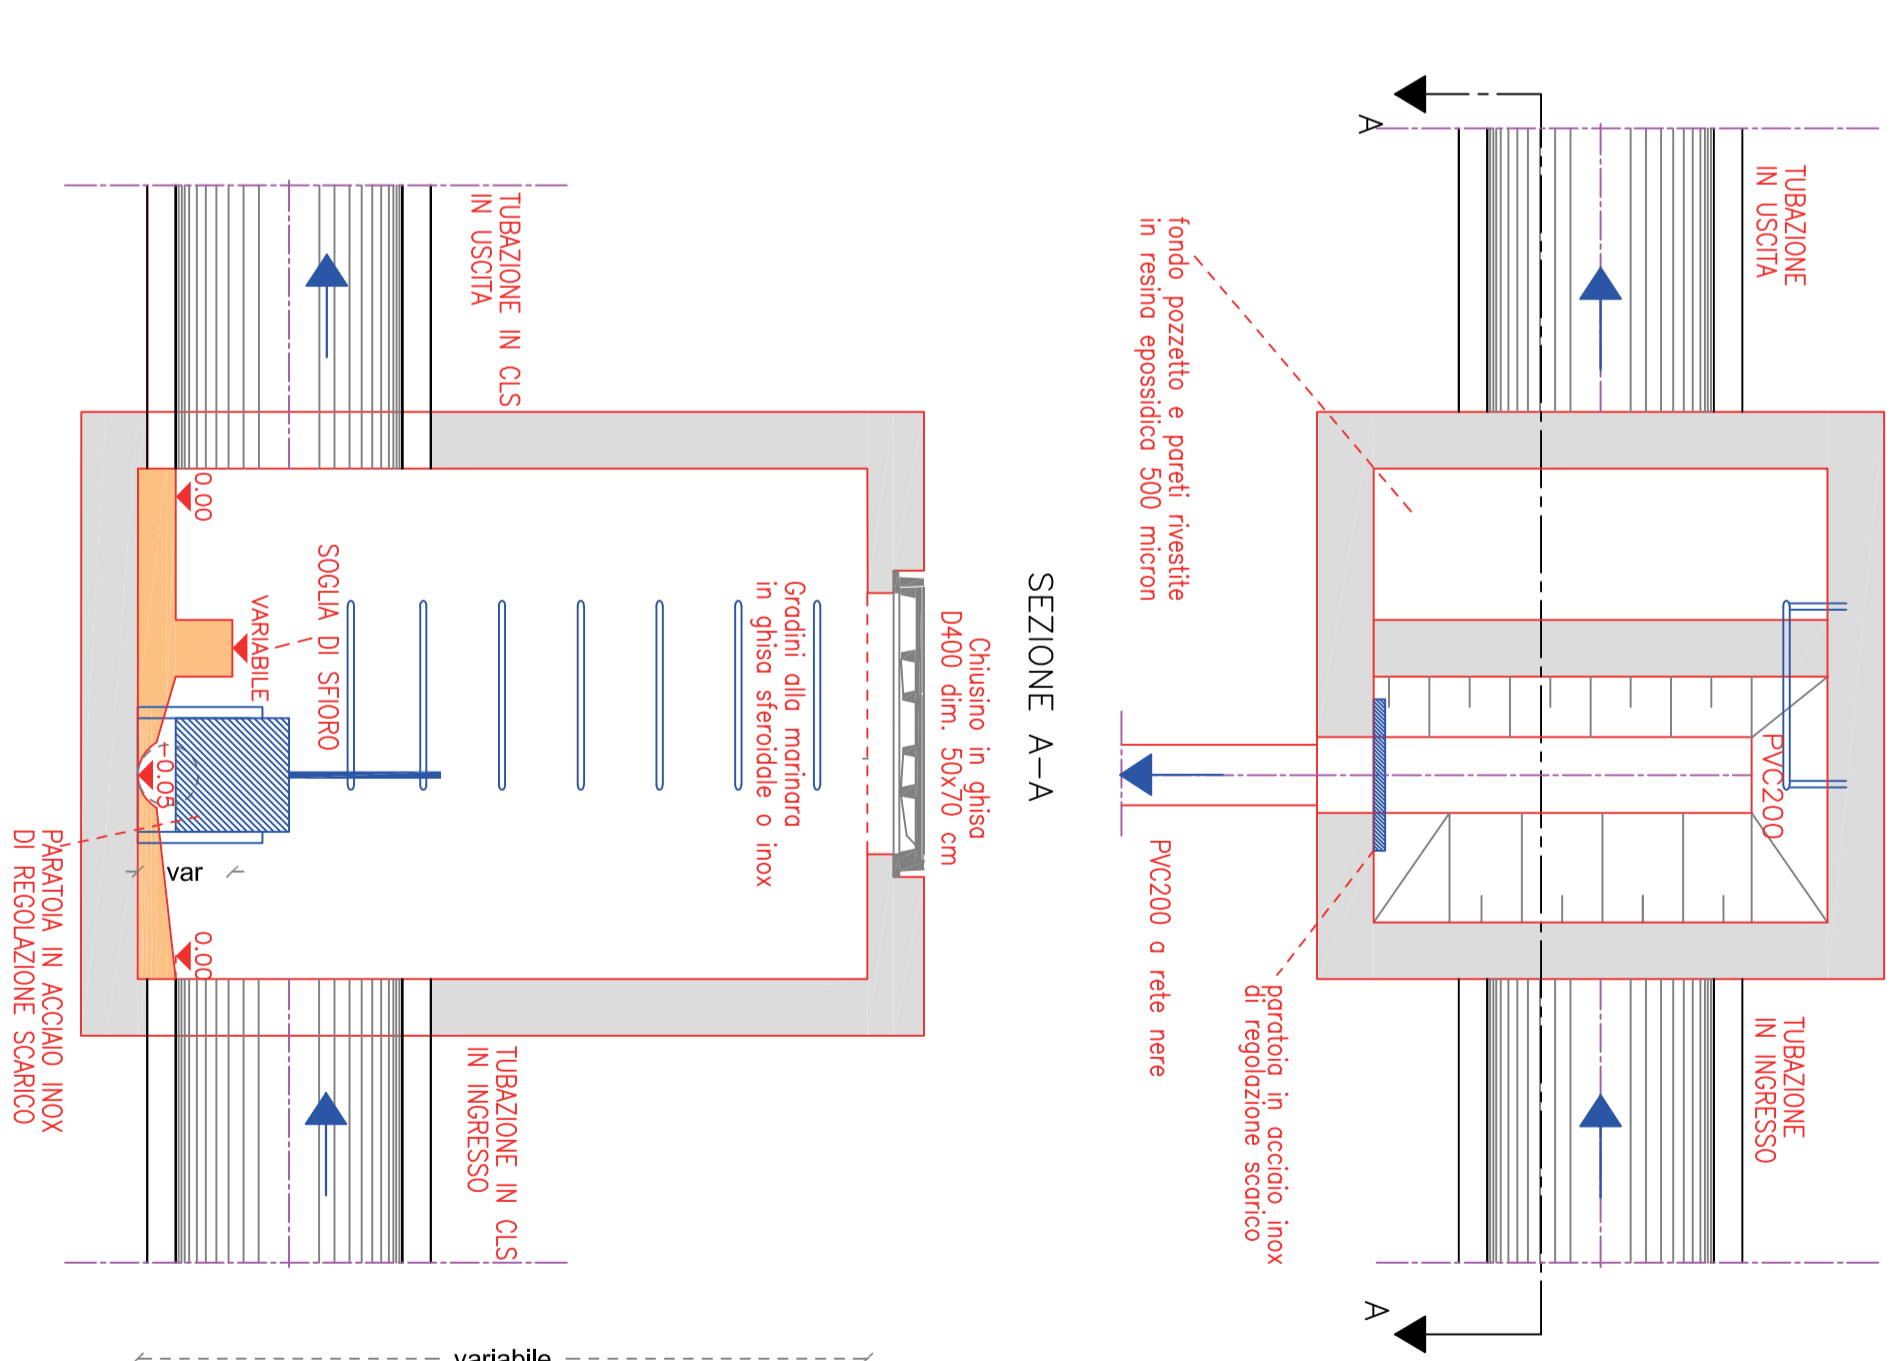 A
TUBAZIONE
IN USCITA
fondo pozzetto e pareti rivestite
in resina epossidica 500 micron
PVC200
PVC200 a rete nere
paratoia in acciaio inox
di regolazione scarico
TUBAZIONE
IN INGRESSO
A
SEZIONE A-A
TUBAZIONE IN CLS
IN USCITA
Chiusino in ghisa
D400 dim. 50x70 cm
Gradini alla marinara
in ghisa sferoidale o inox
0.00
SOGLIA DI SFIORO
VARIABILE
-0.05
var
0.00
PARATOIA IN ACCIAIO INOX
DI REGOLAZIONE SCARICO
TUBAZIONE IN CLS
IN INGRESSO
variabile